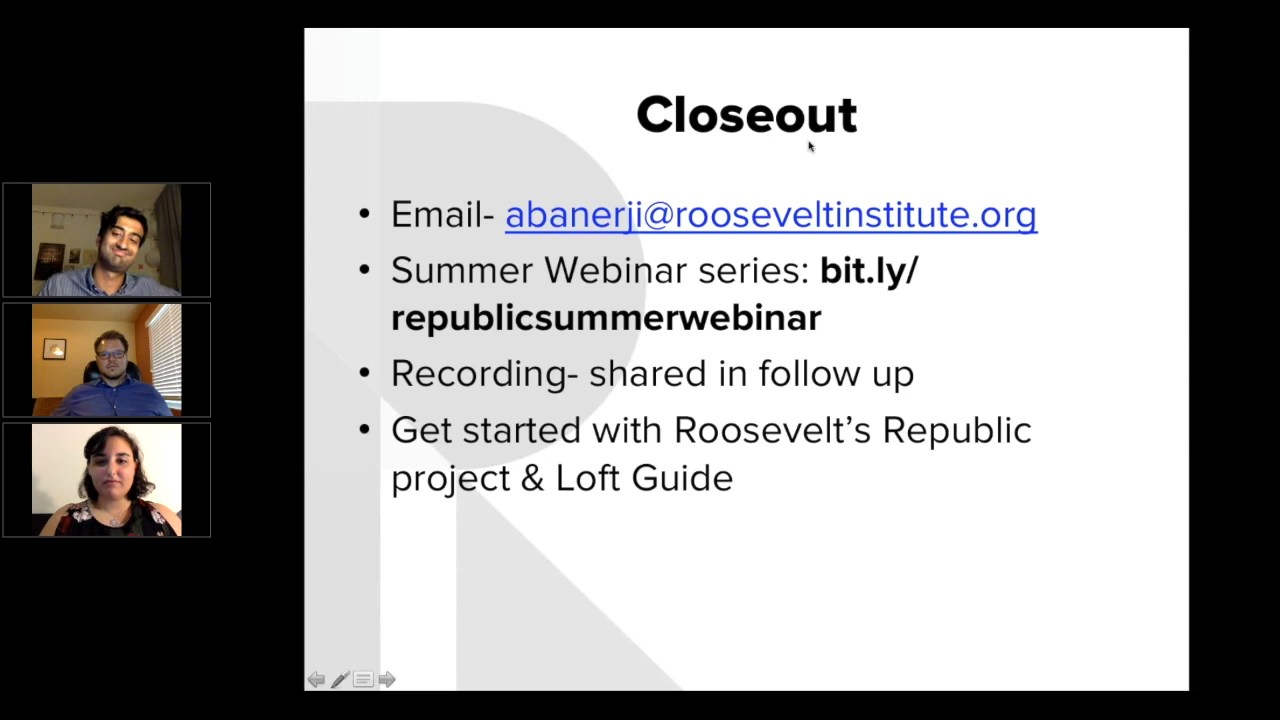 Closeout
• Email- abanerji@rooseveltinstitute.org
• Summer Webinar series: bit.ly/
republicsummerwebinar
• Recording- shared in follow up
• Get started with Roosevelt’s Republic
project & Loft Guide